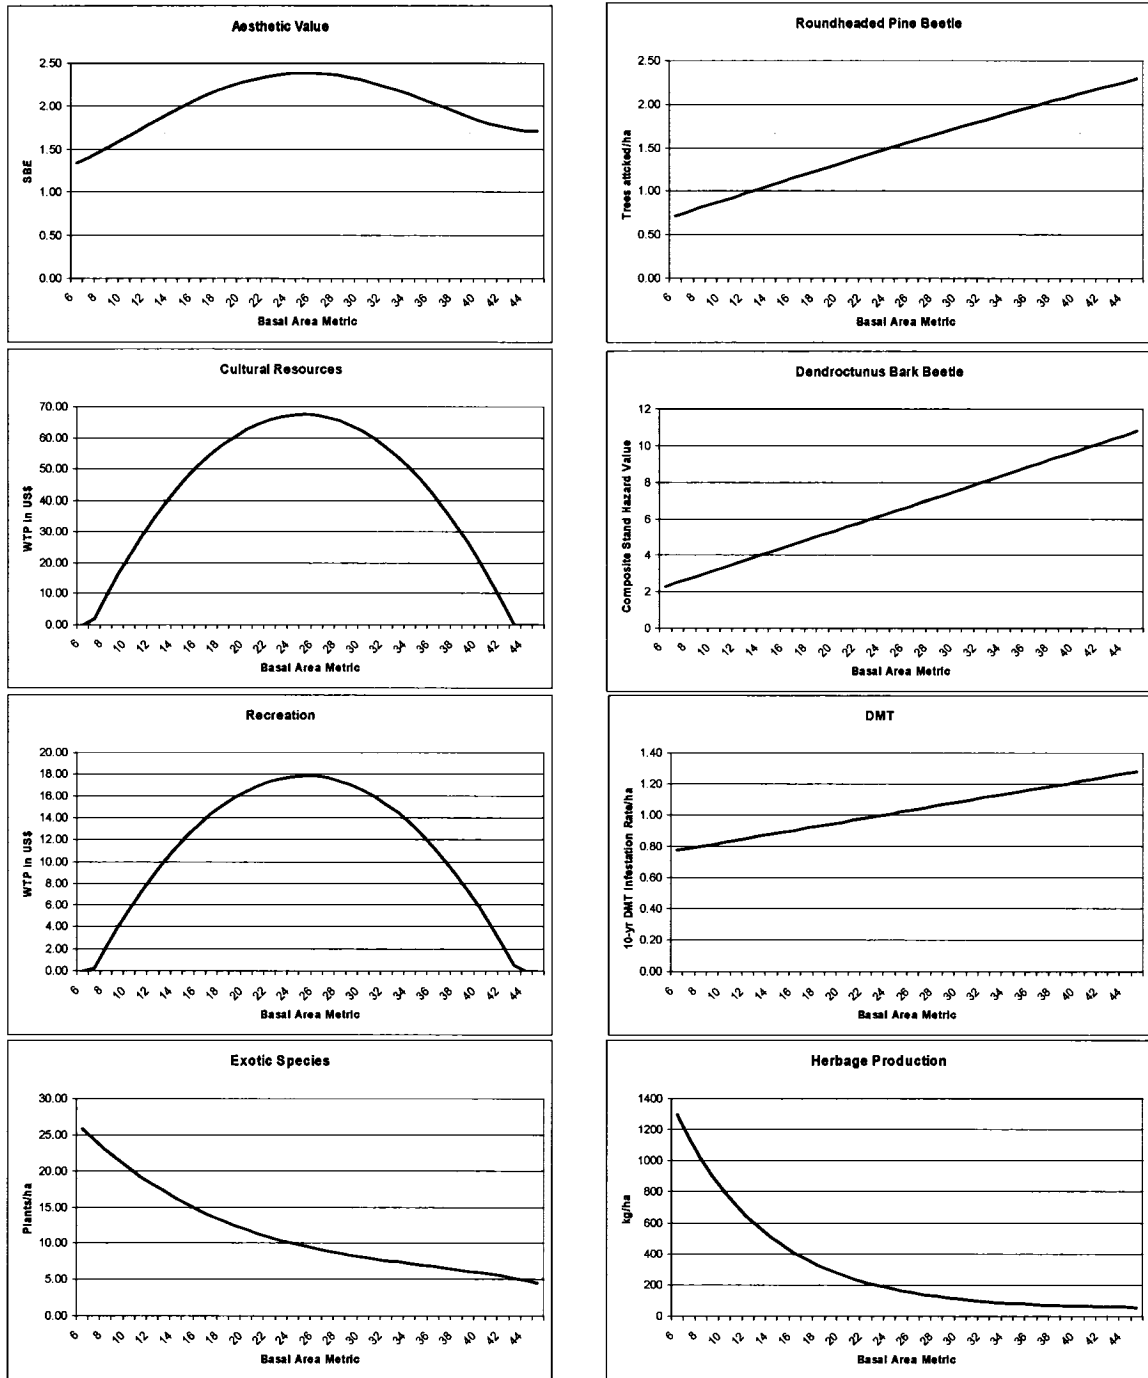 Aesthetic Value
2.50
2.00
1.50
1.00
0.50
0.00
SBE
6 8 10 12 14 16 18 20 22 24 26 28 30 32 34 36 38 40 42 44
Basal Area Metric
Roundheaded Pine Beetle
2.50
2.00
1.50
1.00
0.50
0.00
Trees attcked/ha
6 8 10 12 14 16 18 20 22 24 26 28 30 32 34 36 38 40 42 44
Basal Area Metric
Cultural Resources
70.00
60.00
50.00
40.00
30.00
20.00
10.00
0.00
WTP in US$
6 8 10 12 14 16 18 20 22 24 26 28 30 32 34 36 38 40 42 44
Basal Area Metric
Dendroctunus Bark Beetle
12
10
8
6
4
2
0
Composite Stand Hazard Value
6 8 10 12 14 16 18 20 22 24 26 28 30 32 34 36 38 40 42 44
Basal Area Metric
Recreation
20.00
18.00
16.00
14.00
12.00
10.00
8.00
6.00
4.00
2.00
0.00
WTP in US$
6 8 10 12 14 16 18 20 22 24 26 28 30 32 34 36 38 40 42 44
Basal Area Metric
DMT
1.40
1.20
1.00
0.80
0.60
0.40
0.20
0.00
10-yr DMT Infestation Rate/ha
6 8 10 12 14 16 18 20 22 24 26 28 30 32 34 36 38 40 42 44
Basal Area Metric
Exotic Species
30.00
25.00
20.00
15.00
10.00
5.00
0.00
Plants/ha
6 8 10 12 14 16 18 20 22 24 26 28 30 32 34 36 38 40 42 44
Basal Area Metric
Herbage Production
1400
1200
1000
800
600
400
200
0
kg/ha
6 8 10 12 14 16 18 20 22 24 26 28 30 32 34 36 38 40 42 44
Basal Area Metric